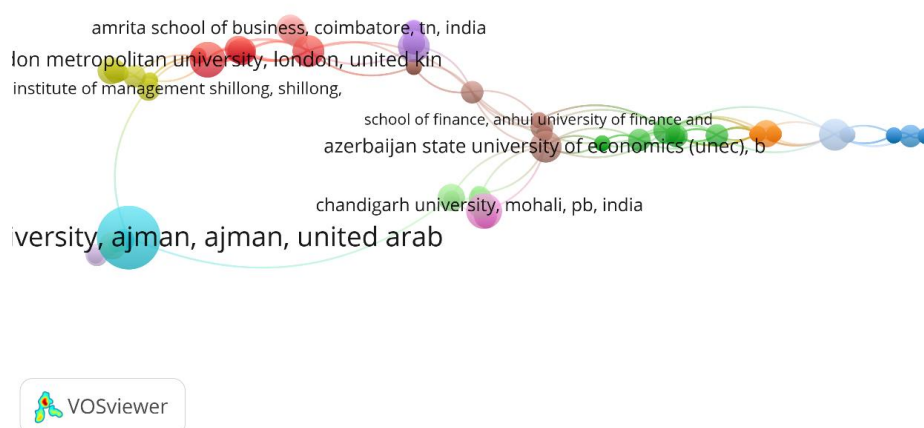 amrita school of business, coimbatore, tn, india
lon metropolitan university, london, united kin
institute of management shillong, shillong,
school of finance, anhui university of finance and
azerbaijan state university of economics (unec), b
chandigarh university, mohali, pb, india
iversity, ajman, ajman, united arab
VOSviewer